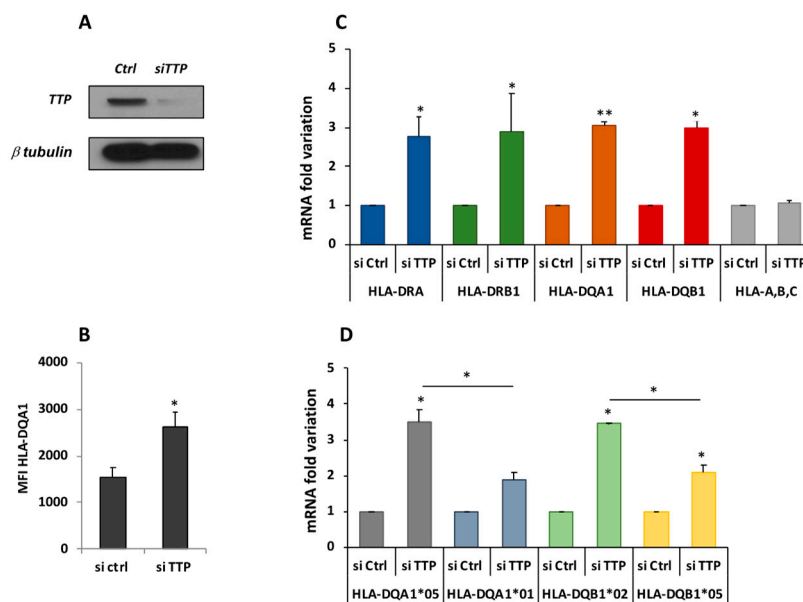 A
Ctrl siTTP
TTP
β tubulin
B
MFI HLA-DQA1
4000
3000
2000
1000
0
si ctrl si TTP
C
mRNA fold variation
5
4
3
2
1
0
* * ** *
si Ctrl si TTP si Ctrl si TTP si Ctrl si TTP si Ctrl si TTP si Ctrl si TTP
HLA-DRA HLA-DRB1 HLA-DQA1 HLA-DQB1 HLA-A,B,C
D
mRNA fold variation
5
4
3
2
1
0
* *
* * *
si Ctrl si TTP si Ctrl si TTP si Ctrl si TTP si Ctrl si TTP
HLA-DQA1*05 HLA-DQA1*01 HLA-DQB1*02 HLA-DQB1*05